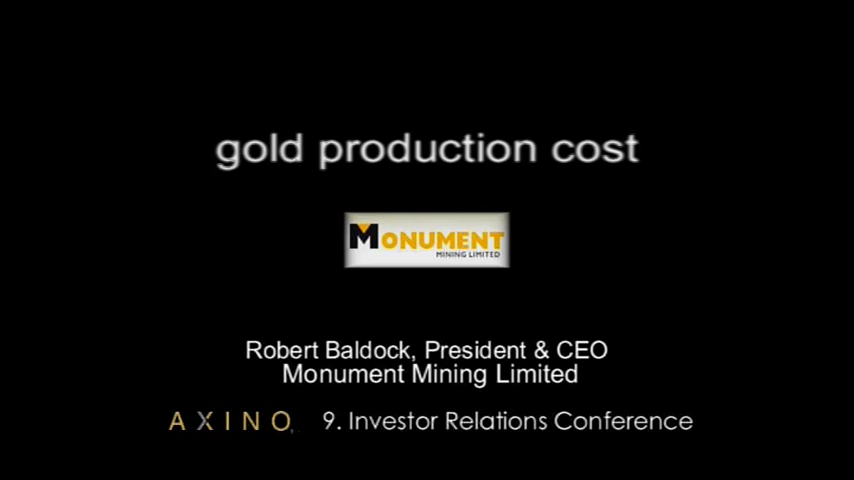 gold production cost
MONUMENT
MINING LIMITED
Robert Baldock, President & CEO
Monument Mining Limited
AXINO 9. Investor Relations Conference